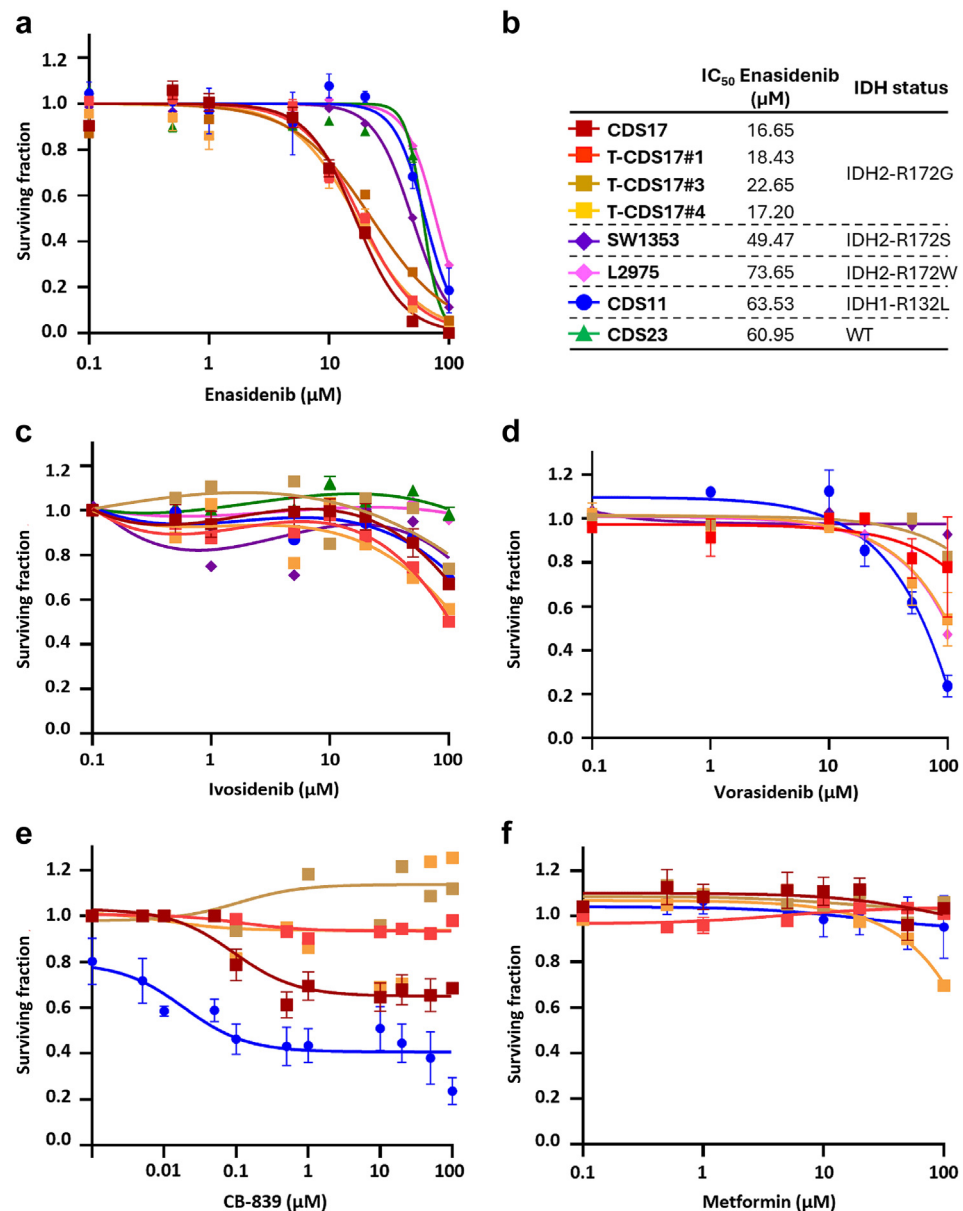 a
1.2
1.0
0.8
0.6
0.4
0.2
0.0
Surviving fraction
0.1 1 10 100
Enasidenib (µM)
b
IC50 Enasidenib (µM) IDH status
CDS17 16.65
T-CDS17#1 18.43
IDH2-R172G
T-CDS17#3 22.65
T-CDS17#4 17.20
SW1353 49.47 IDH2-R172S
L2975 73.65 IDH2-R172W
CDS11 63.53 IDH1-R132L
CDS23 60.95 WT
c
1.2
1.0
0.8
0.6
0.4
0.2
0.0
Surviving fraction
0.1 1 10 100
Ivosidenib (µM)
d
1.2
1.0
0.8
0.6
0.4
0.2
0.0
Surviving fraction
0.1 1 10 100
Vorasidenib (µM)
e
1.2
1.0
0.8
0.6
0.4
0.2
0.0
Surviving fraction
0.01 0.1 1 10 100
CB-839 (µM)
f
1.2
1.0
0.8
0.6
0.4
0.2
0.0
Surviving fraction
0.1 1 10 100
Metformin (µM)